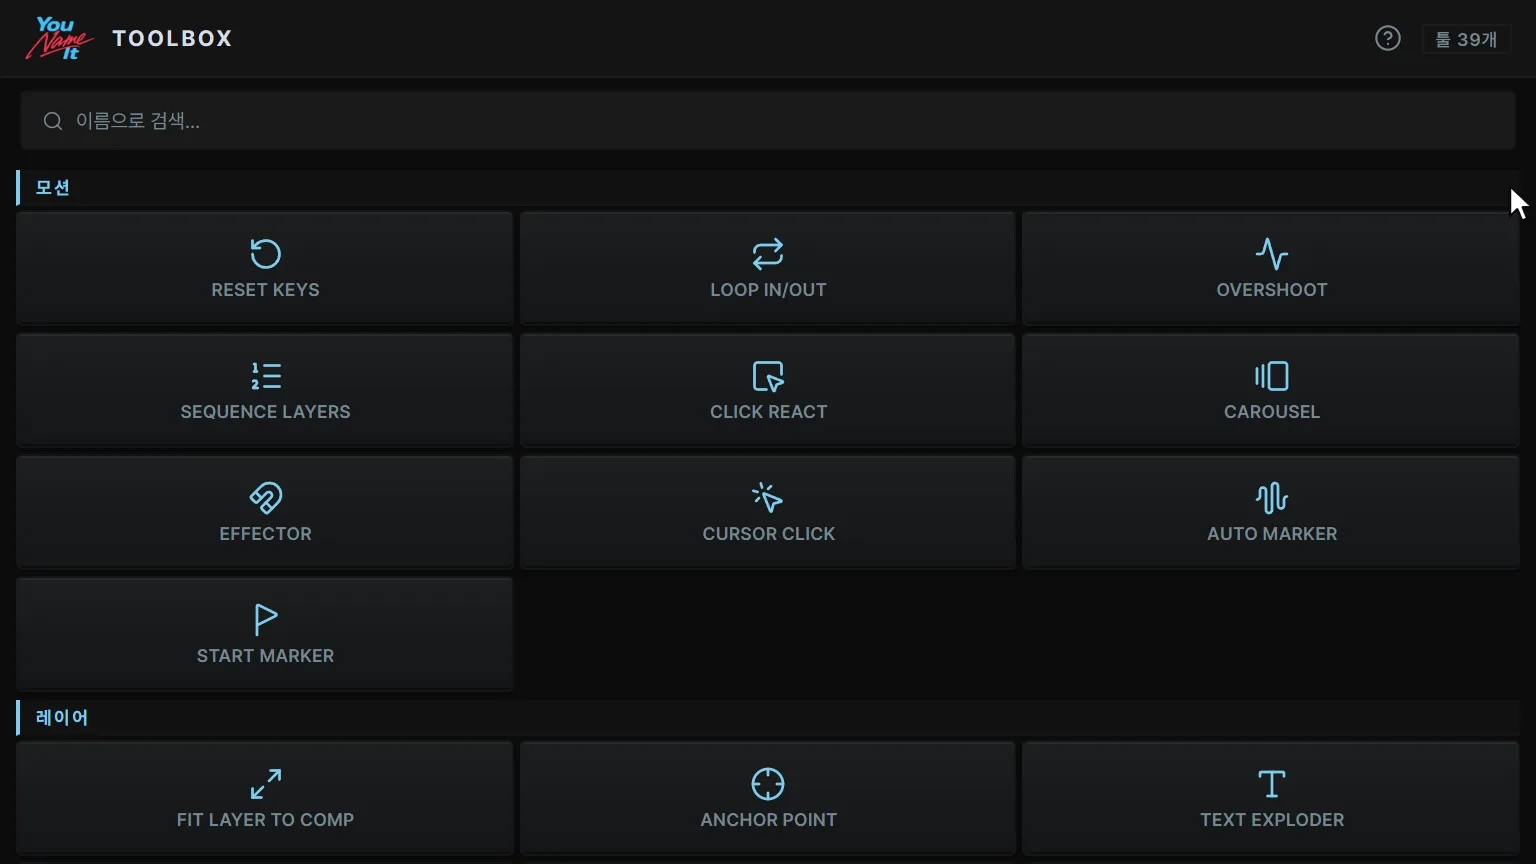 You
Name
It
TOOLBOX
툴 39개
이름으로 검색...
모션
RESET KEYS
LOOP IN/OUT
OVERSHOOT
1
2
SEQUENCE LAYERS
CLICK REACT
CAROUSEL
EFFECTOR
CURSOR CLICK
AUTO MARKER
START MARKER
레이어
FIT LAYER TO COMP
ANCHOR POINT
TEXT EXPLODER